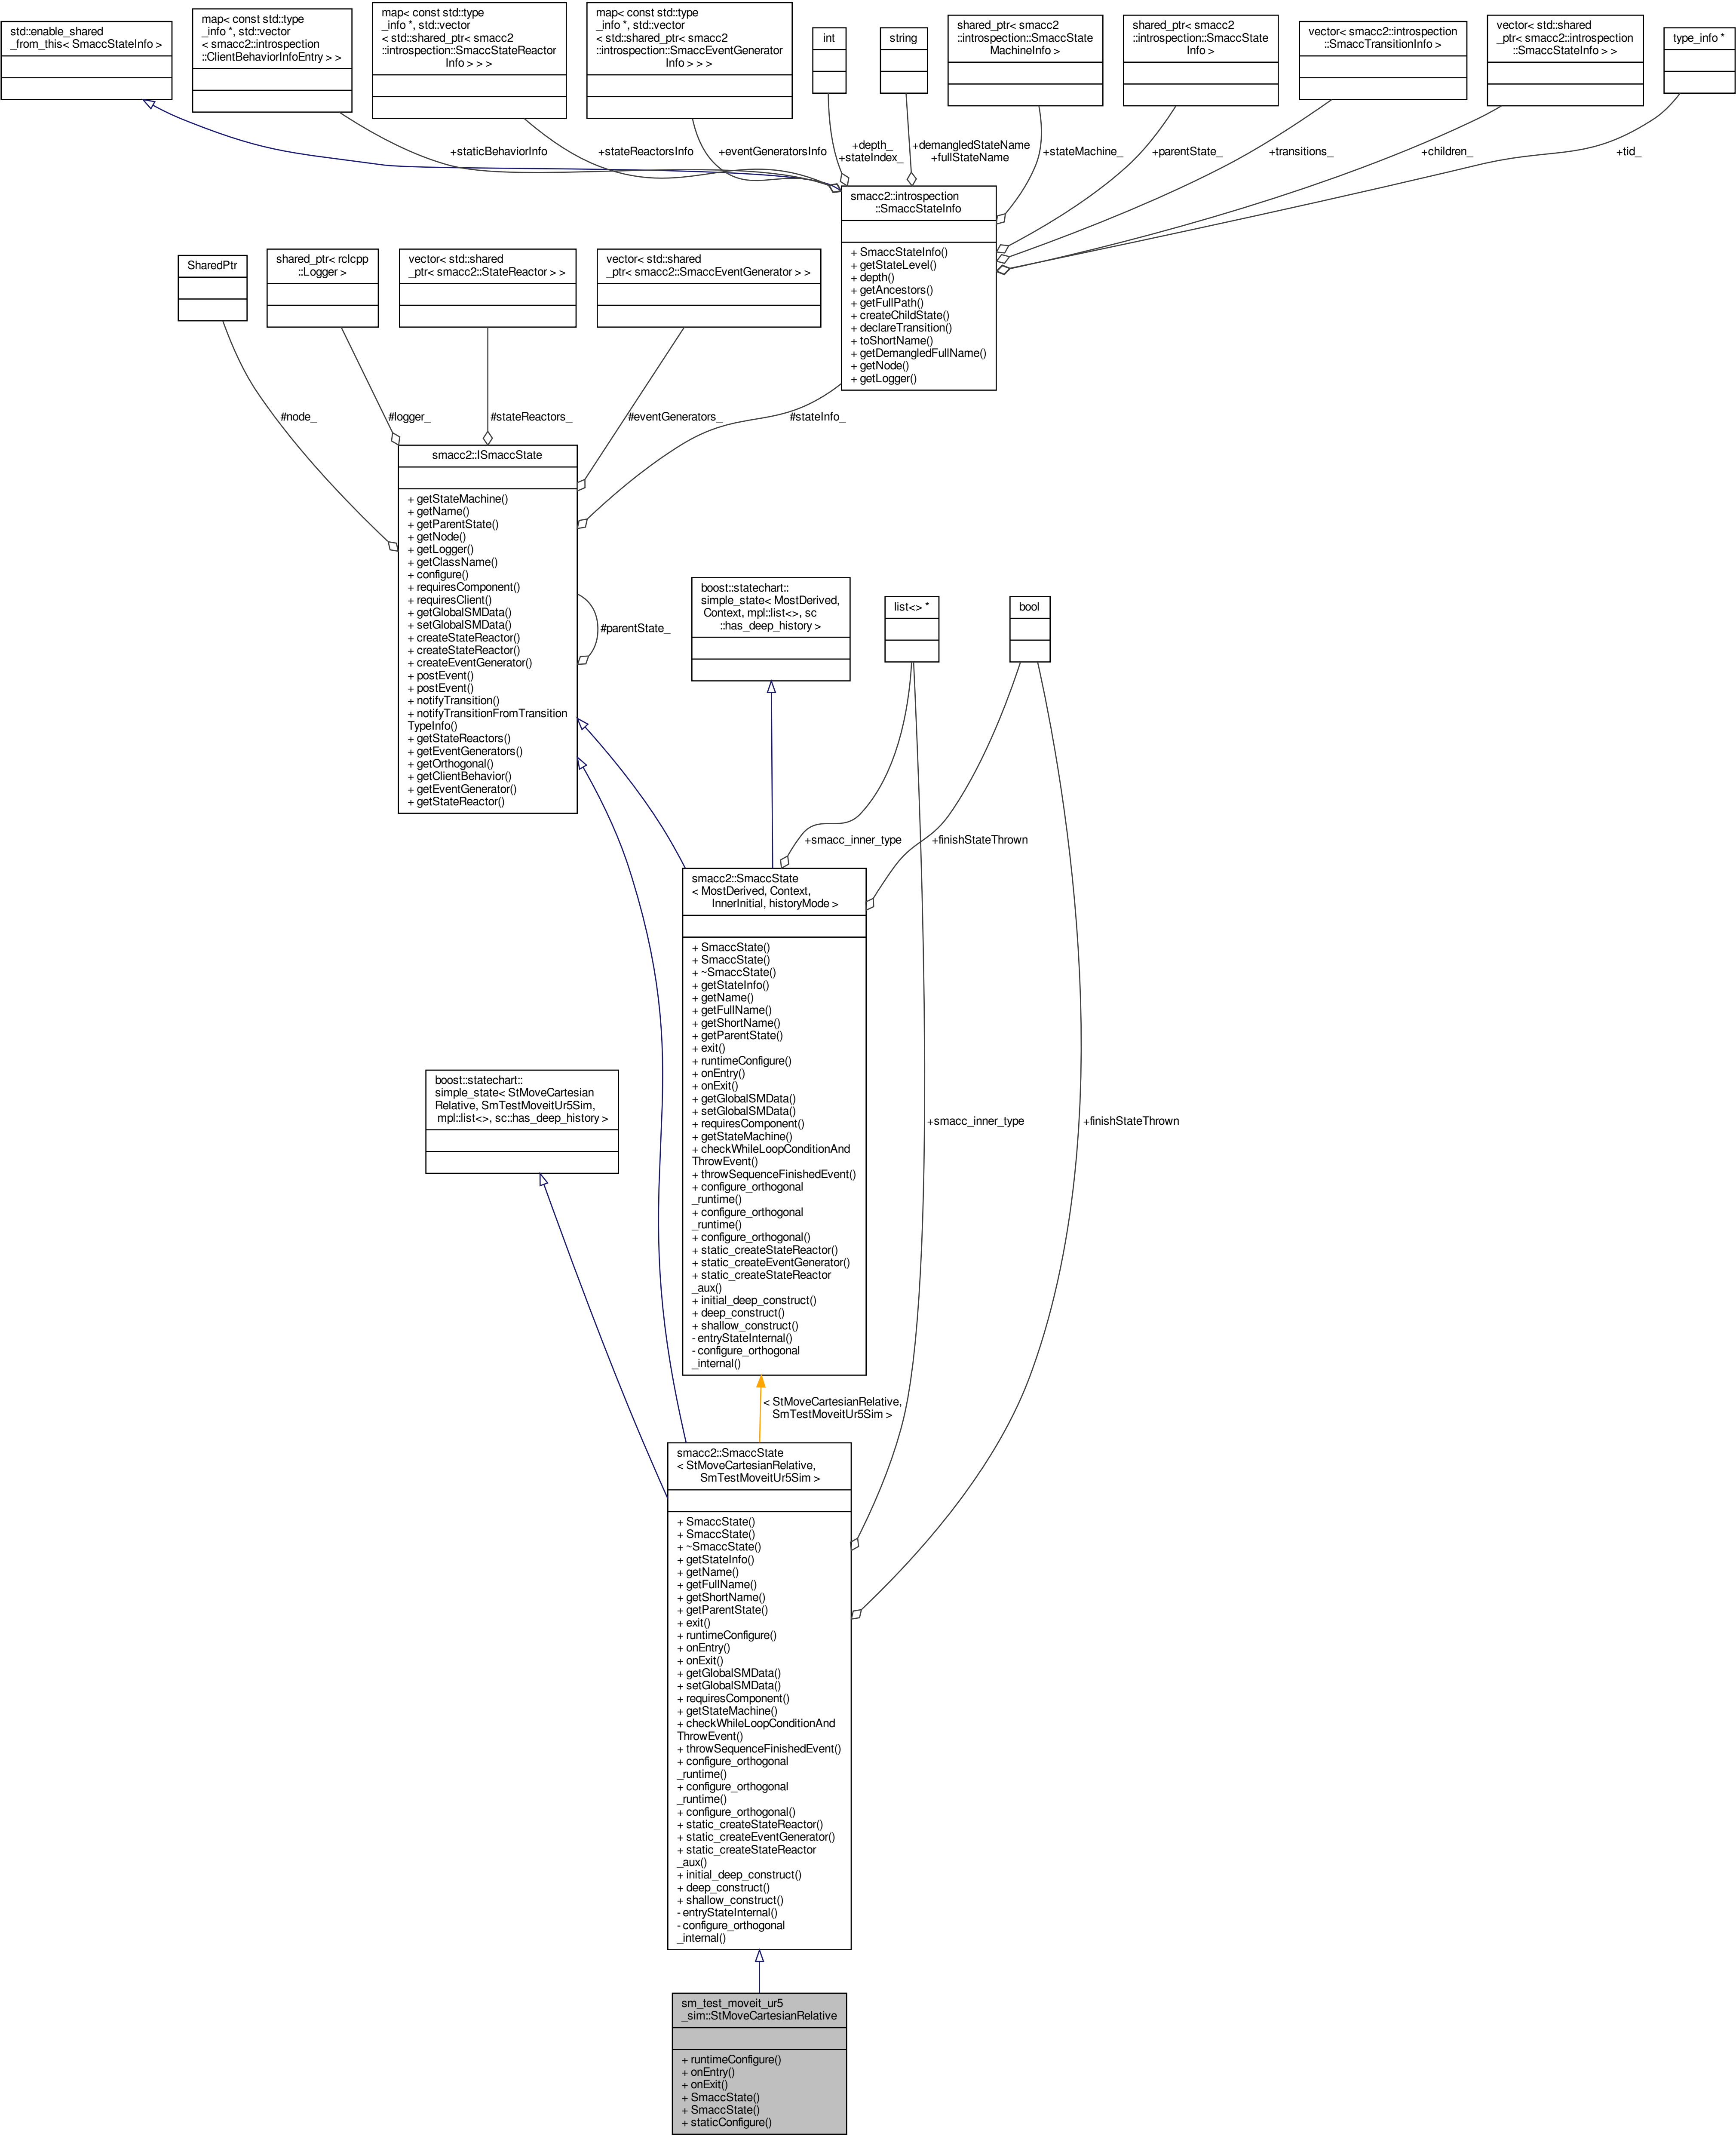 std::enable_shared
_from_this< SmaccStateInfo >
map< const std::type
_info *, std::vector
< smacc2::introspection
::ClientBehaviorInfoEntry > >
map< const std::type
_info *, std::vector
< std::shared_ptr< smacc2
::introspection::SmaccStateReactor
Info > > >
map< const std::type
_info *, std::vector
< std::shared_ptr< smacc2
::introspection::SmaccEventGenerator
Info > > >
int
string
shared_ptr< smacc2
::introspection::SmaccState
MachineInfo >
shared_ptr< smacc2
::introspection::SmaccState
Info >
vector< smacc2::introspection
::SmaccTransitionInfo >
vector< std::shared
_ptr< smacc2::introspection
::SmaccStateInfo > >
type_info *
+staticBehaviorInfo
+stateReactorsInfo
+eventGeneratorsInfo
+depth_
+stateIndex_
+demangledStateName
+fullStateName
+stateMachine_
+parentState_
+transitions_
+children_
+tid_
smacc2::introspection
::SmaccStateInfo
+ SmaccStateInfo()
+ getStateLevel()
+ depth()
+ getAncestors()
+ getFullPath()
+ createChildState()
+ declareTransition()
+ toShortName()
+ getDemangledFullName()
+ getNode()
+ getLogger()
SharedPtr
shared_ptr< rclcpp
::Logger >
vector< std::shared
_ptr< smacc2::StateReactor > >
vector< std::shared
_ptr< smacc2::SmaccEventGenerator > >
#node_
#logger_
#stateReactors_
#eventGenerators_
#stateInfo_
smacc2::ISmaccState
+ getStateMachine()
+ getName()
+ getParentState()
+ getNode()
+ getLogger()
+ getClassName()
+ configure()
+ requiresComponent()
+ requiresClient()
+ getGlobalSMData()
+ setGlobalSMData()
+ createStateReactor()
+ createStateReactor()
+ createEventGenerator()
+ postEvent()
+ postEvent()
+ notifyTransition()
+ notifyTransitionFromTransition
TypeInfo()
+ getStateReactors()
+ getEventGenerators()
+ getOrthogonal()
+ getClientBehavior()
+ getEventGenerator()
+ getStateReactor()
#parentState_
boost::statechart::
simple_state< MostDerived,
Context, mpl::list<>, sc
::has_deep_history >
list<> *
bool
+smacc_inner_type
+finishStateThrown
smacc2::SmaccState
< MostDerived, Context,
InnerInitial, historyMode >
+ SmaccState()
+ SmaccState()
+ ~SmaccState()
+ getStateInfo()
+ getName()
+ getFullName()
+ getShortName()
+ getParentState()
+ exit()
+ runtimeConfigure()
+ onEntry()
+ onExit()
+ getGlobalSMData()
+ setGlobalSMData()
+ requiresComponent()
+ getStateMachine()
+ checkWhileLoopConditionAnd
ThrowEvent()
+ throwSequenceFinishedEvent()
+ configure_orthogonal
_runtime()
+ configure_orthogonal
_runtime()
+ configure_orthogonal()
+ static_createStateReactor()
+ static_createEventGenerator()
+ static_createStateReactor
_aux()
+ initial_deep_construct()
+ deep_construct()
+ shallow_construct()
- entryStateInternal()
- configure_orthogonal
_internal()
boost::statechart::
simple_state< StMoveCartesian
Relative, SmTestMoveitUr5Sim,
mpl::list<>, sc::has_deep_history >
+smacc_inner_type
+finishStateThrown
< StMoveCartesianRelative,
SmTestMoveitUr5Sim >
smacc2::SmaccState
< StMoveCartesianRelative,
SmTestMoveitUr5Sim >
+ SmaccState()
+ SmaccState()
+ ~SmaccState()
+ getStateInfo()
+ getName()
+ getFullName()
+ getShortName()
+ getParentState()
+ exit()
+ runtimeConfigure()
+ onEntry()
+ onExit()
+ getGlobalSMData()
+ setGlobalSMData()
+ requiresComponent()
+ getStateMachine()
+ checkWhileLoopConditionAnd
ThrowEvent()
+ throwSequenceFinishedEvent()
+ configure_orthogonal
_runtime()
+ configure_orthogonal
_runtime()
+ configure_orthogonal()
+ static_createStateReactor()
+ static_createEventGenerator()
+ static_createStateReactor
_aux()
+ initial_deep_construct()
+ deep_construct()
+ shallow_construct()
- entryStateInternal()
- configure_orthogonal
_internal()
sm_test_moveit_ur5
_sim::StMoveCartesianRelative
+ runtimeConfigure()
+ onEntry()
+ onExit()
+ SmaccState()
+ SmaccState()
+ staticConfigure()